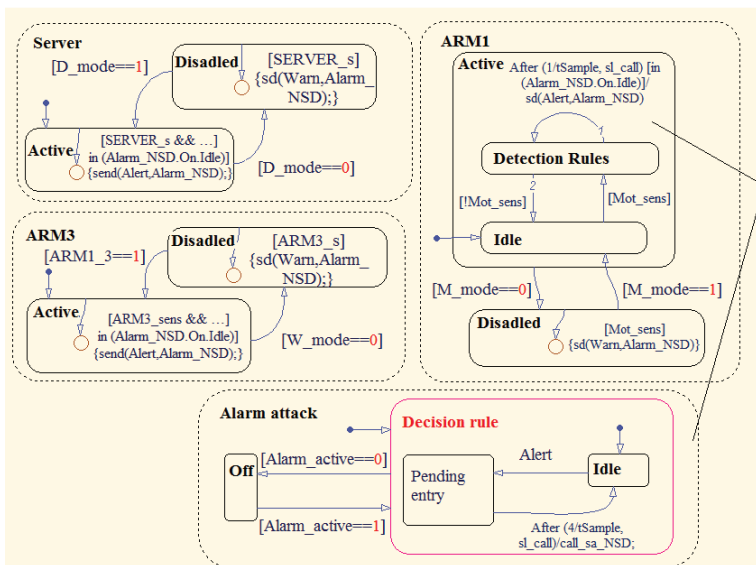 Server
Disadled
[D_mode==1]
[SERVER_s]
{sd(Warn,Alarm_
NSD);}
Active
[SERVER_s && ...]
in (Alarm_NSD.On.Idle)]
{send(Alert,Alarm_NSD);}
[D_mode==0]
ARM3
Disadled
[ARM1_3==1]
[ARM3_s]
{sd(Warn,Alarm_
NSD);}
Active
[ARM3_sens && ...]
in (Alarm_NSD.On.Idle)]
{send(Alert,Alarm_NSD);}
[W_mode==0]
ARM1
Active
After (1/tSample, sl_call) [in
(Alarm_NSD.On.Idle)]/
sd(Alert,Alarm_NSD)
1
Detection Rules
2
[!Mot_sens]
[Mot_sens]
Idle
[M_mode==0]
[M_mode==1]
Disadled
[Mot_sens]
{sd(Warn,Alarm_NSD)}
Alarm attack
Decision rule
Off
[Alarm_active==0]
[Alarm_active==1]
Pending
entry
Alert
Idle
After (4/tSample,
sl_call)/call_sa_NSD;